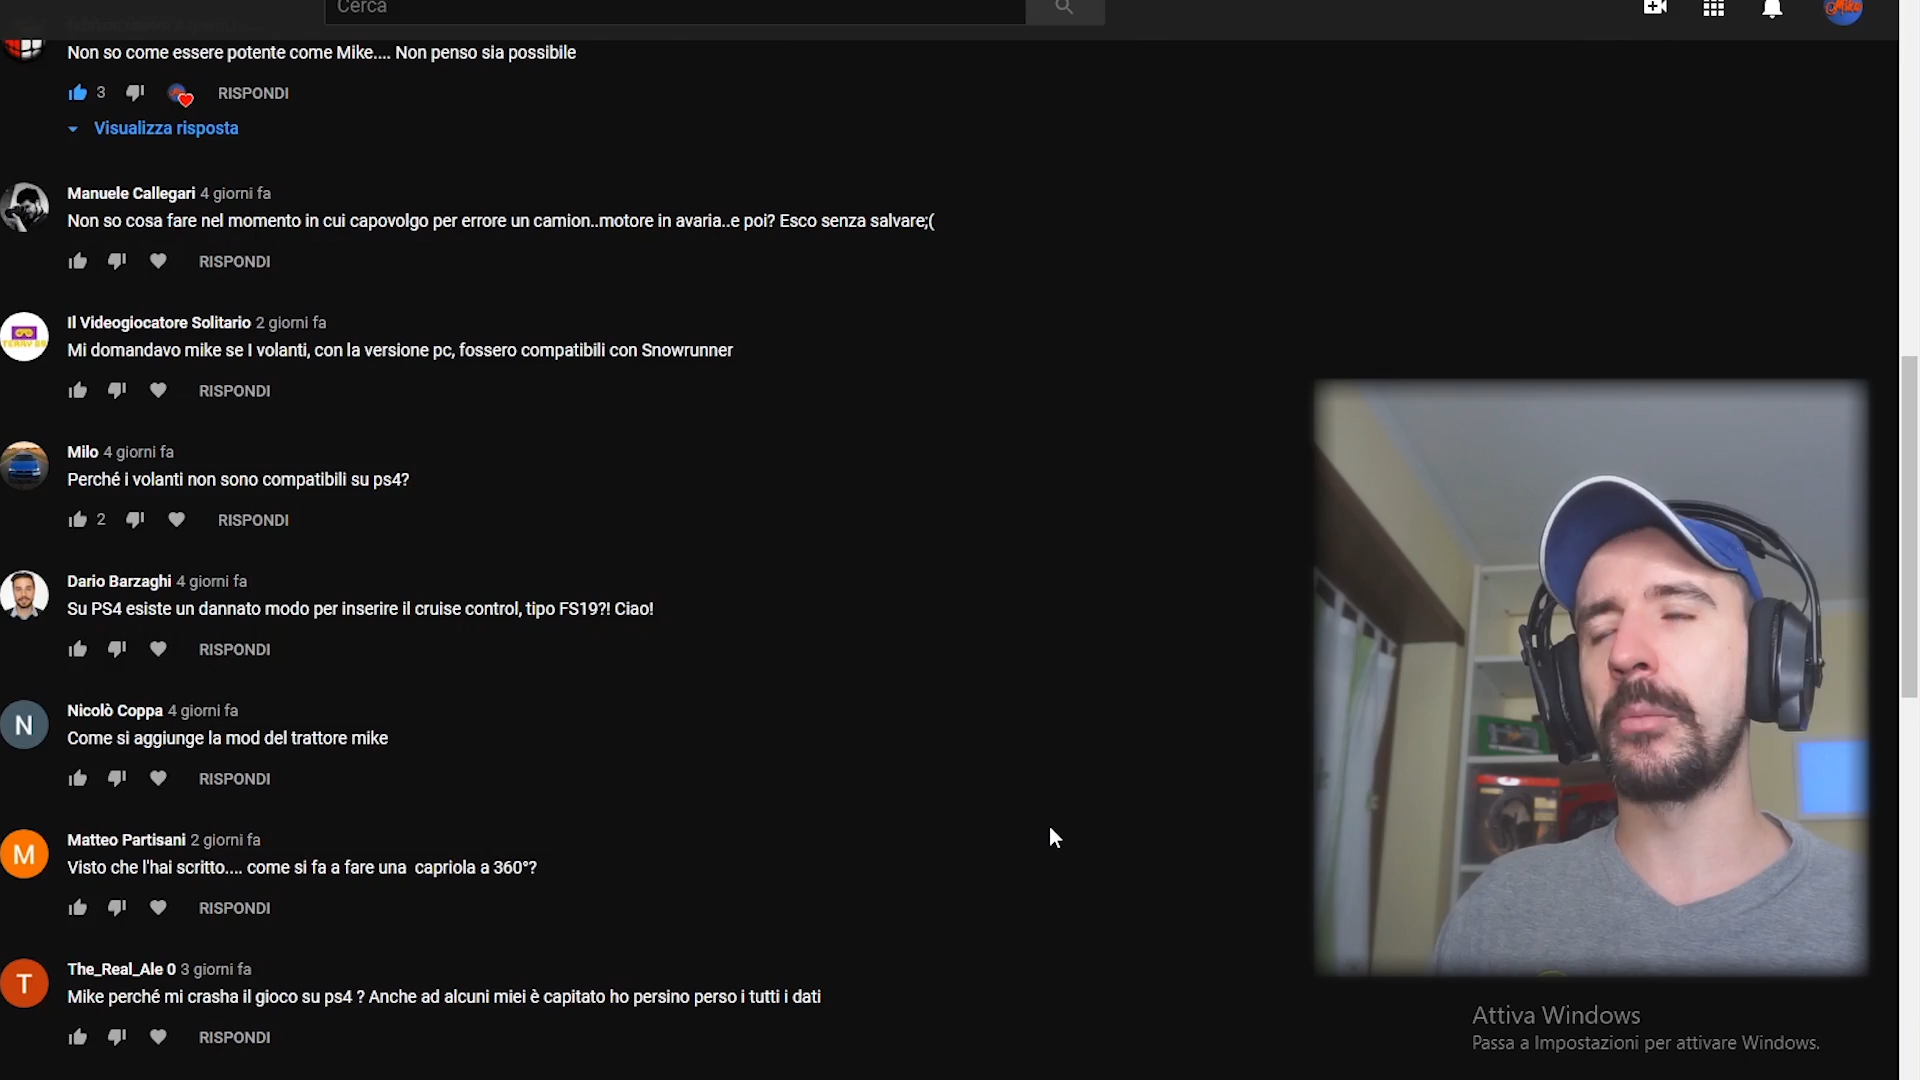 Cerca
Mike
Non so come essere potente come Mike.... Non penso sia possibile
3 RISPONDI
Visualizza risposta
Manuele Callegari 4 giorni fa
Non so cosa fare nel momento in cui capovolgo per errore un camion..motore in avaria..e poi? Esco senza salvare;(
RISPONDI
Il Videogiocatore Solitario 2 giorni fa
Mi domandavo mike se I volanti, con la versione pc, fossero compatibili con Snowrunner
RISPONDI
Milo 4 giorni fa
Perché i volanti non sono compatibili su ps4?
2 RISPONDI
Dario Barzaghi 4 giorni fa
Su PS4 esiste un dannato modo per inserire il cruise control, tipo FS19?! Ciao!
RISPONDI
N
Nicolò Coppa 4 giorni fa
Come si aggiunge la mod del trattore mike
RISPONDI
M
Matteo Partisani 2 giorni fa
Visto che l'hai scritto.... come si fa a fare una  capriola a 360°?
RISPONDI
T
The_Real_Ale 0 3 giorni fa
Mike perché mi crasha il gioco su ps4 ? Anche ad alcuni miei è capitato ho persino perso i tutti i dati
RISPONDI
Attiva Windows
Passa a Impostazioni per attivare Windows.